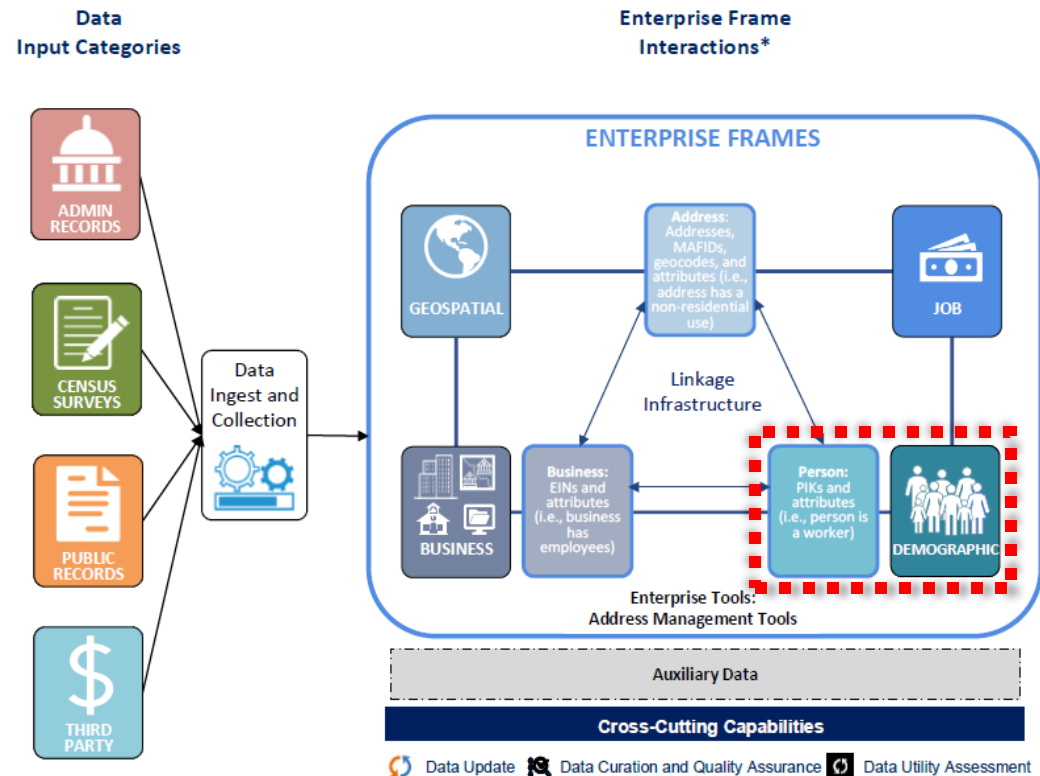 Data
Input Categories
Enterprise Frame
Interactions*
ADMIN
RECORDS
CENSUS
SURVEYS
PUBLIC
RECORDS
THIRD
PARTY
Data
Ingest and
Collection
ENTERPRISE FRAMES
GEOSPATIAL
Address:
Addresses,
MAFIDs,
geocodes, and
attributes (i.e.,
address has a
non-residential
use)
JOB
Linkage
Infrastructure
BUSINESS
Business:
EINs and
attributes
(i.e., business
has
employees)
Person:
PIKs and
attributes
(i.e., person is
a worker)
DEMOGRAPHIC
Enterprise Tools:
Address Management Tools
Auxiliary Data
Cross-Cutting Capabilities
Data Update Data Curation and Quality Assurance Data Utility Assessment